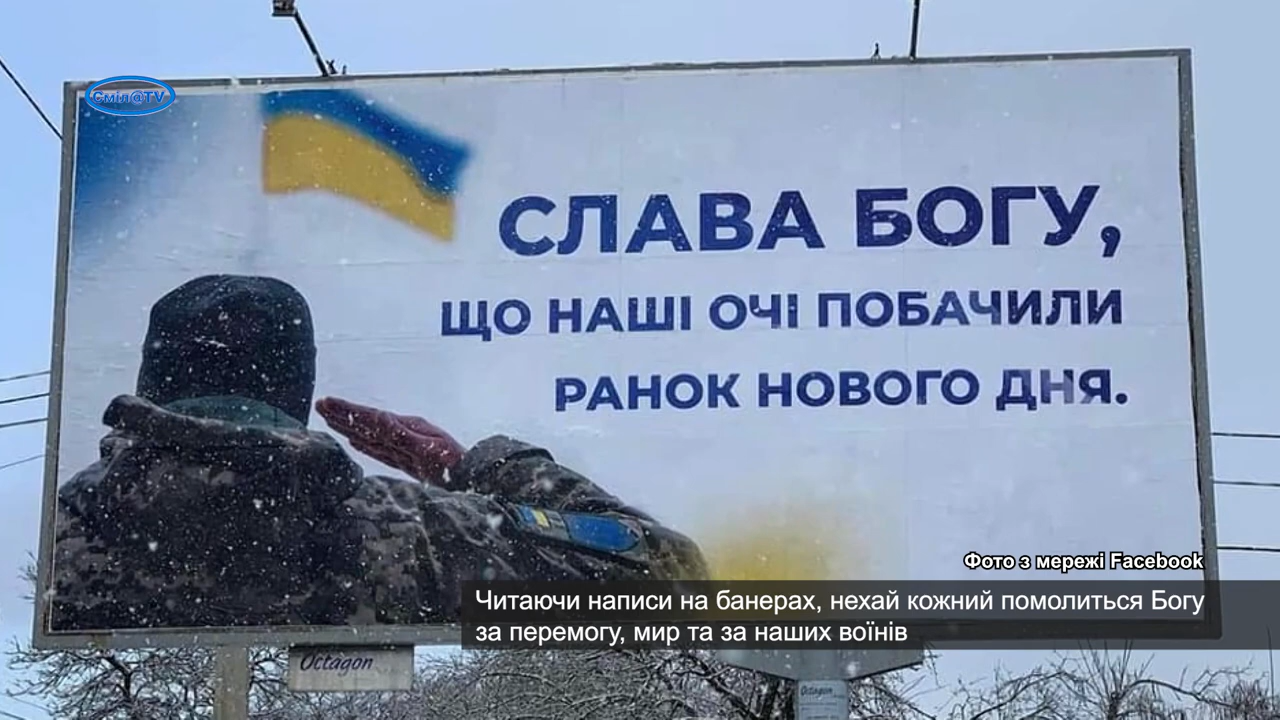 Сміл@TV
СЛАВА БОГУ,
ЩО НАШІ ОЧІ ПОБАЧИЛИ
РАНОК НОВОГО ДНЯ.
Фото з мережі Facebook
Читаючи написи на банерах, нехай кожний помолиться Богу
за перемогу, мир та за наших воїнів
Octagon
Octagon